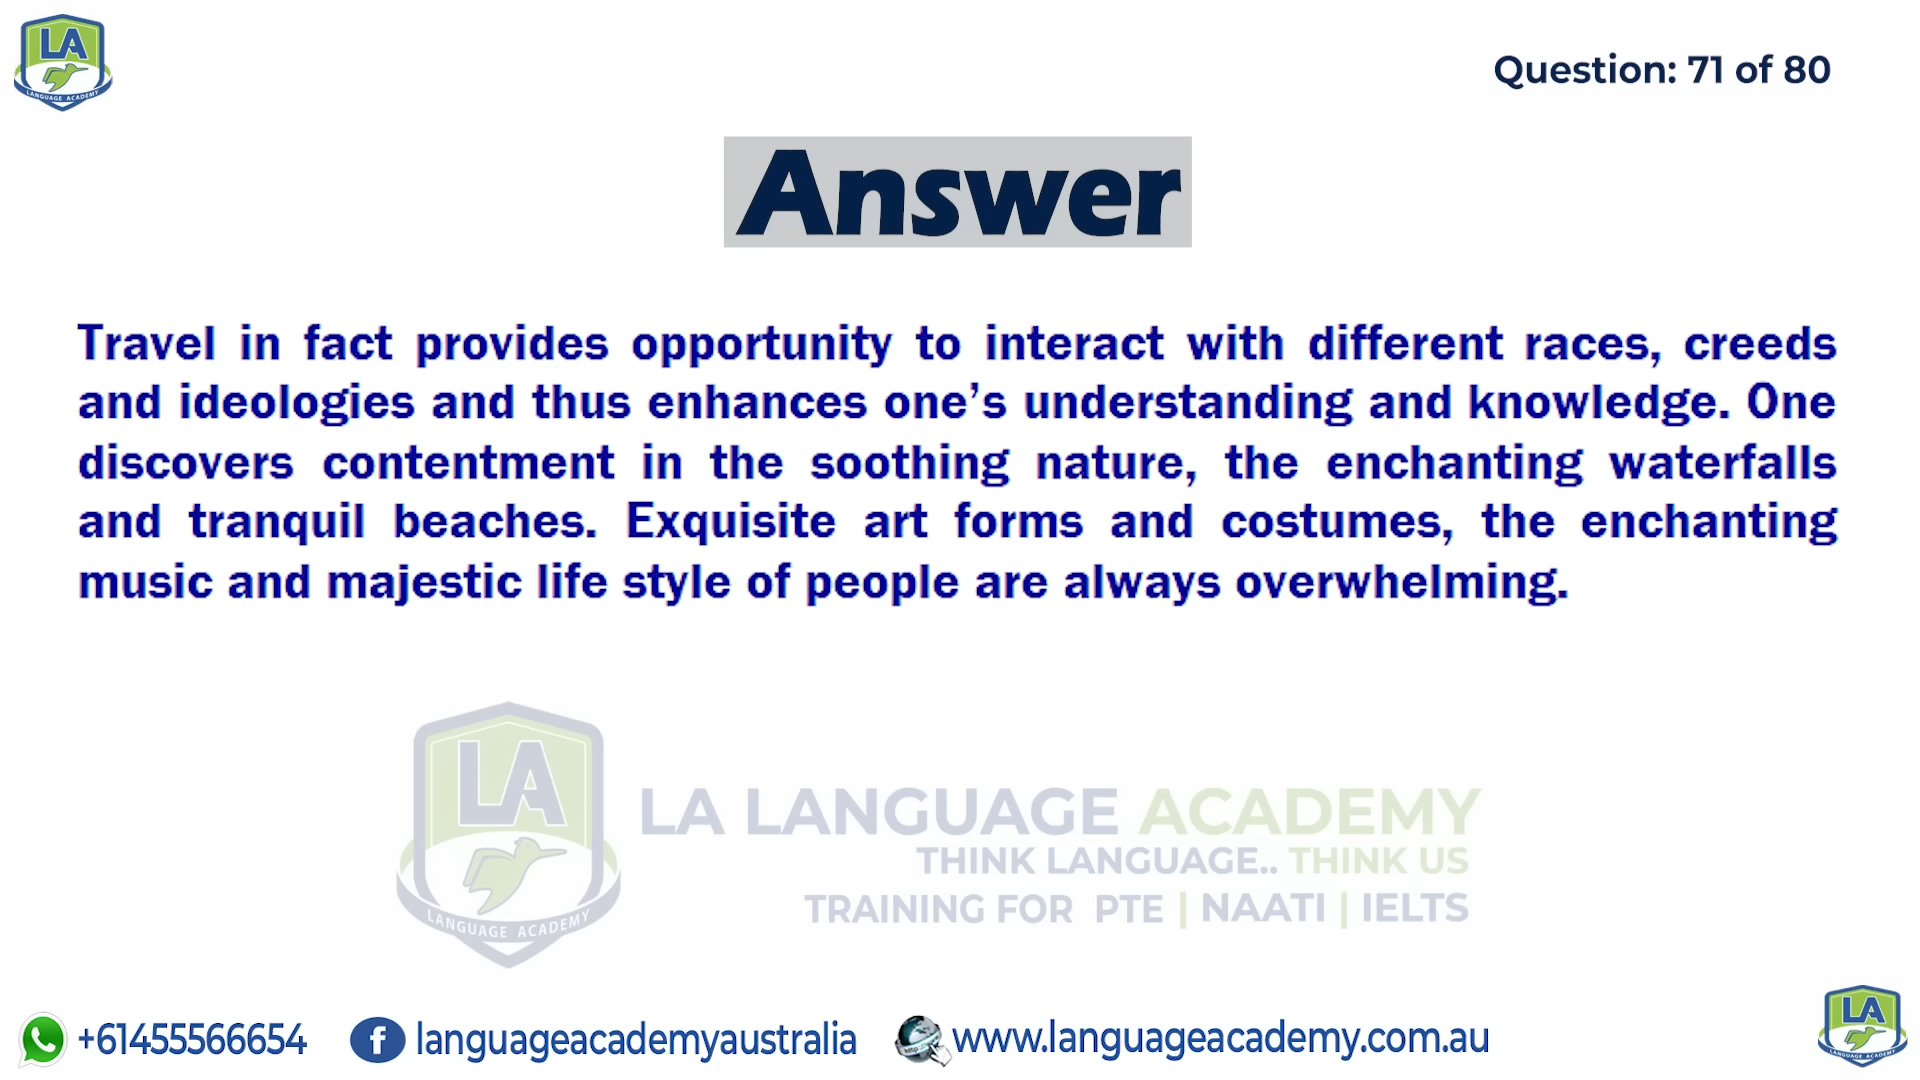 LA
LANGUAGE ACADEMY
Question: 71 of 80
Answer
Travel in fact provides opportunity to interact with different races, creeds
and ideologies and thus enhances one’s understanding and knowledge. One
discovers contentment in the soothing nature, the enchanting waterfalls
and tranquil beaches. Exquisite art forms and costumes, the enchanting
music and majestic life style of people are always overwhelming.
LA
LANGUAGE ACADEMY
LA LANGUAGE ACADEMY
THINK LANGUAGE.. THINK US
TRAINING FOR PTE | NAATI | IELTS
+61455566654
f languageacademyaustralia
www.languageacademy.com.au
LA
LANGUAGE ACADEMY